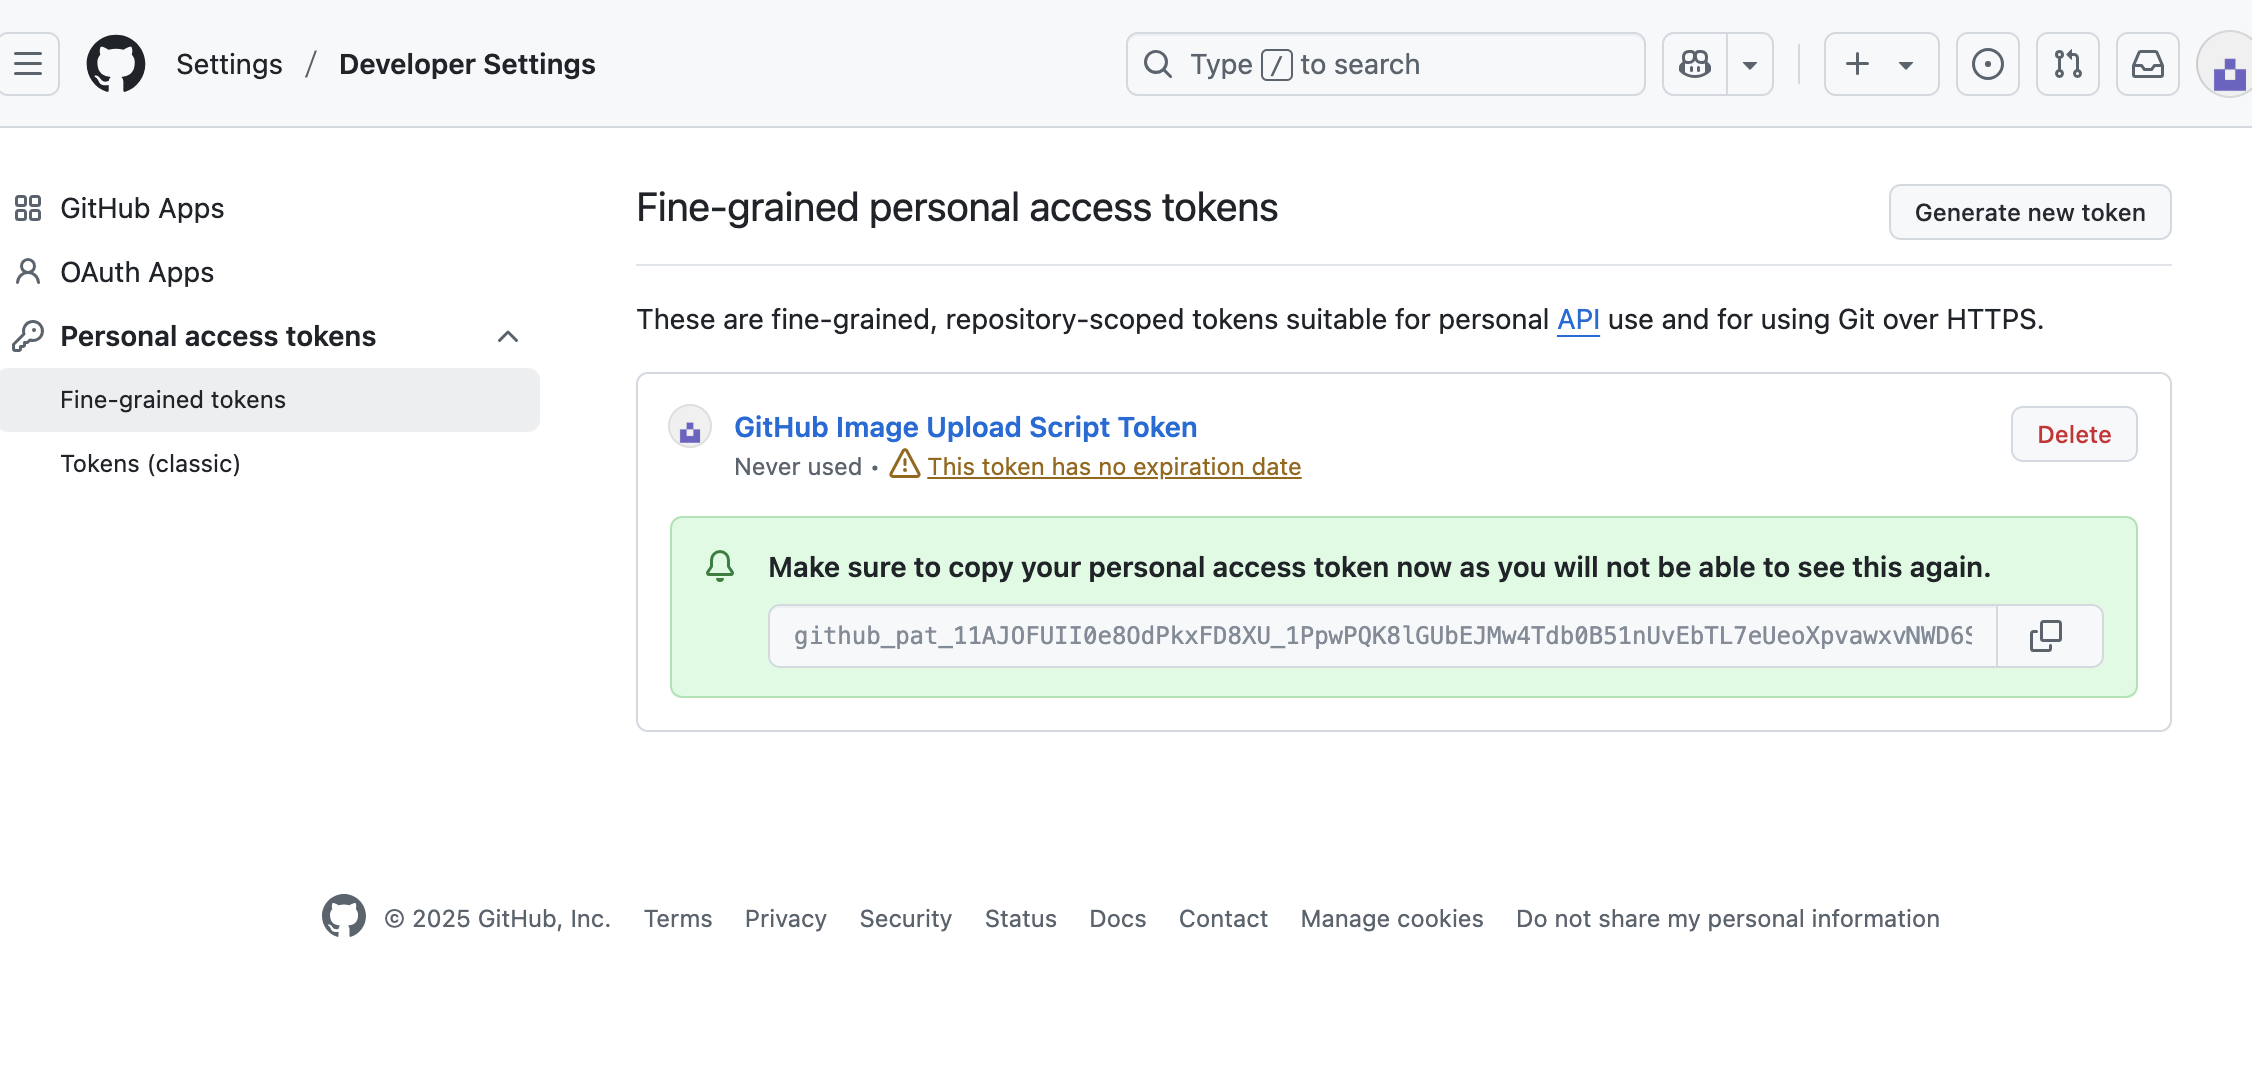 Settings / Developer Settings
Type / to search
GitHub Apps
OAuth Apps
Personal access tokens
Fine-grained tokens
Tokens (classic)
Fine-grained personal access tokens
Generate new token
These are fine-grained, repository-scoped tokens suitable for personal API use and for using Git over HTTPS.
GitHub Image Upload Script Token
Delete
Never used • This token has no expiration date
Make sure to copy your personal access token now as you will not be able to see this again.
github_pat_11AJOFUII0e8OdPkxFD8XU_1PpwPQK8lGUbEJMw4Tdb0B51nUvEbTL7eUeoXpvawxvNWD6S
© 2025 GitHub, Inc.
Terms
Privacy
Security
Status
Docs
Contact
Manage cookies
Do not share my personal information